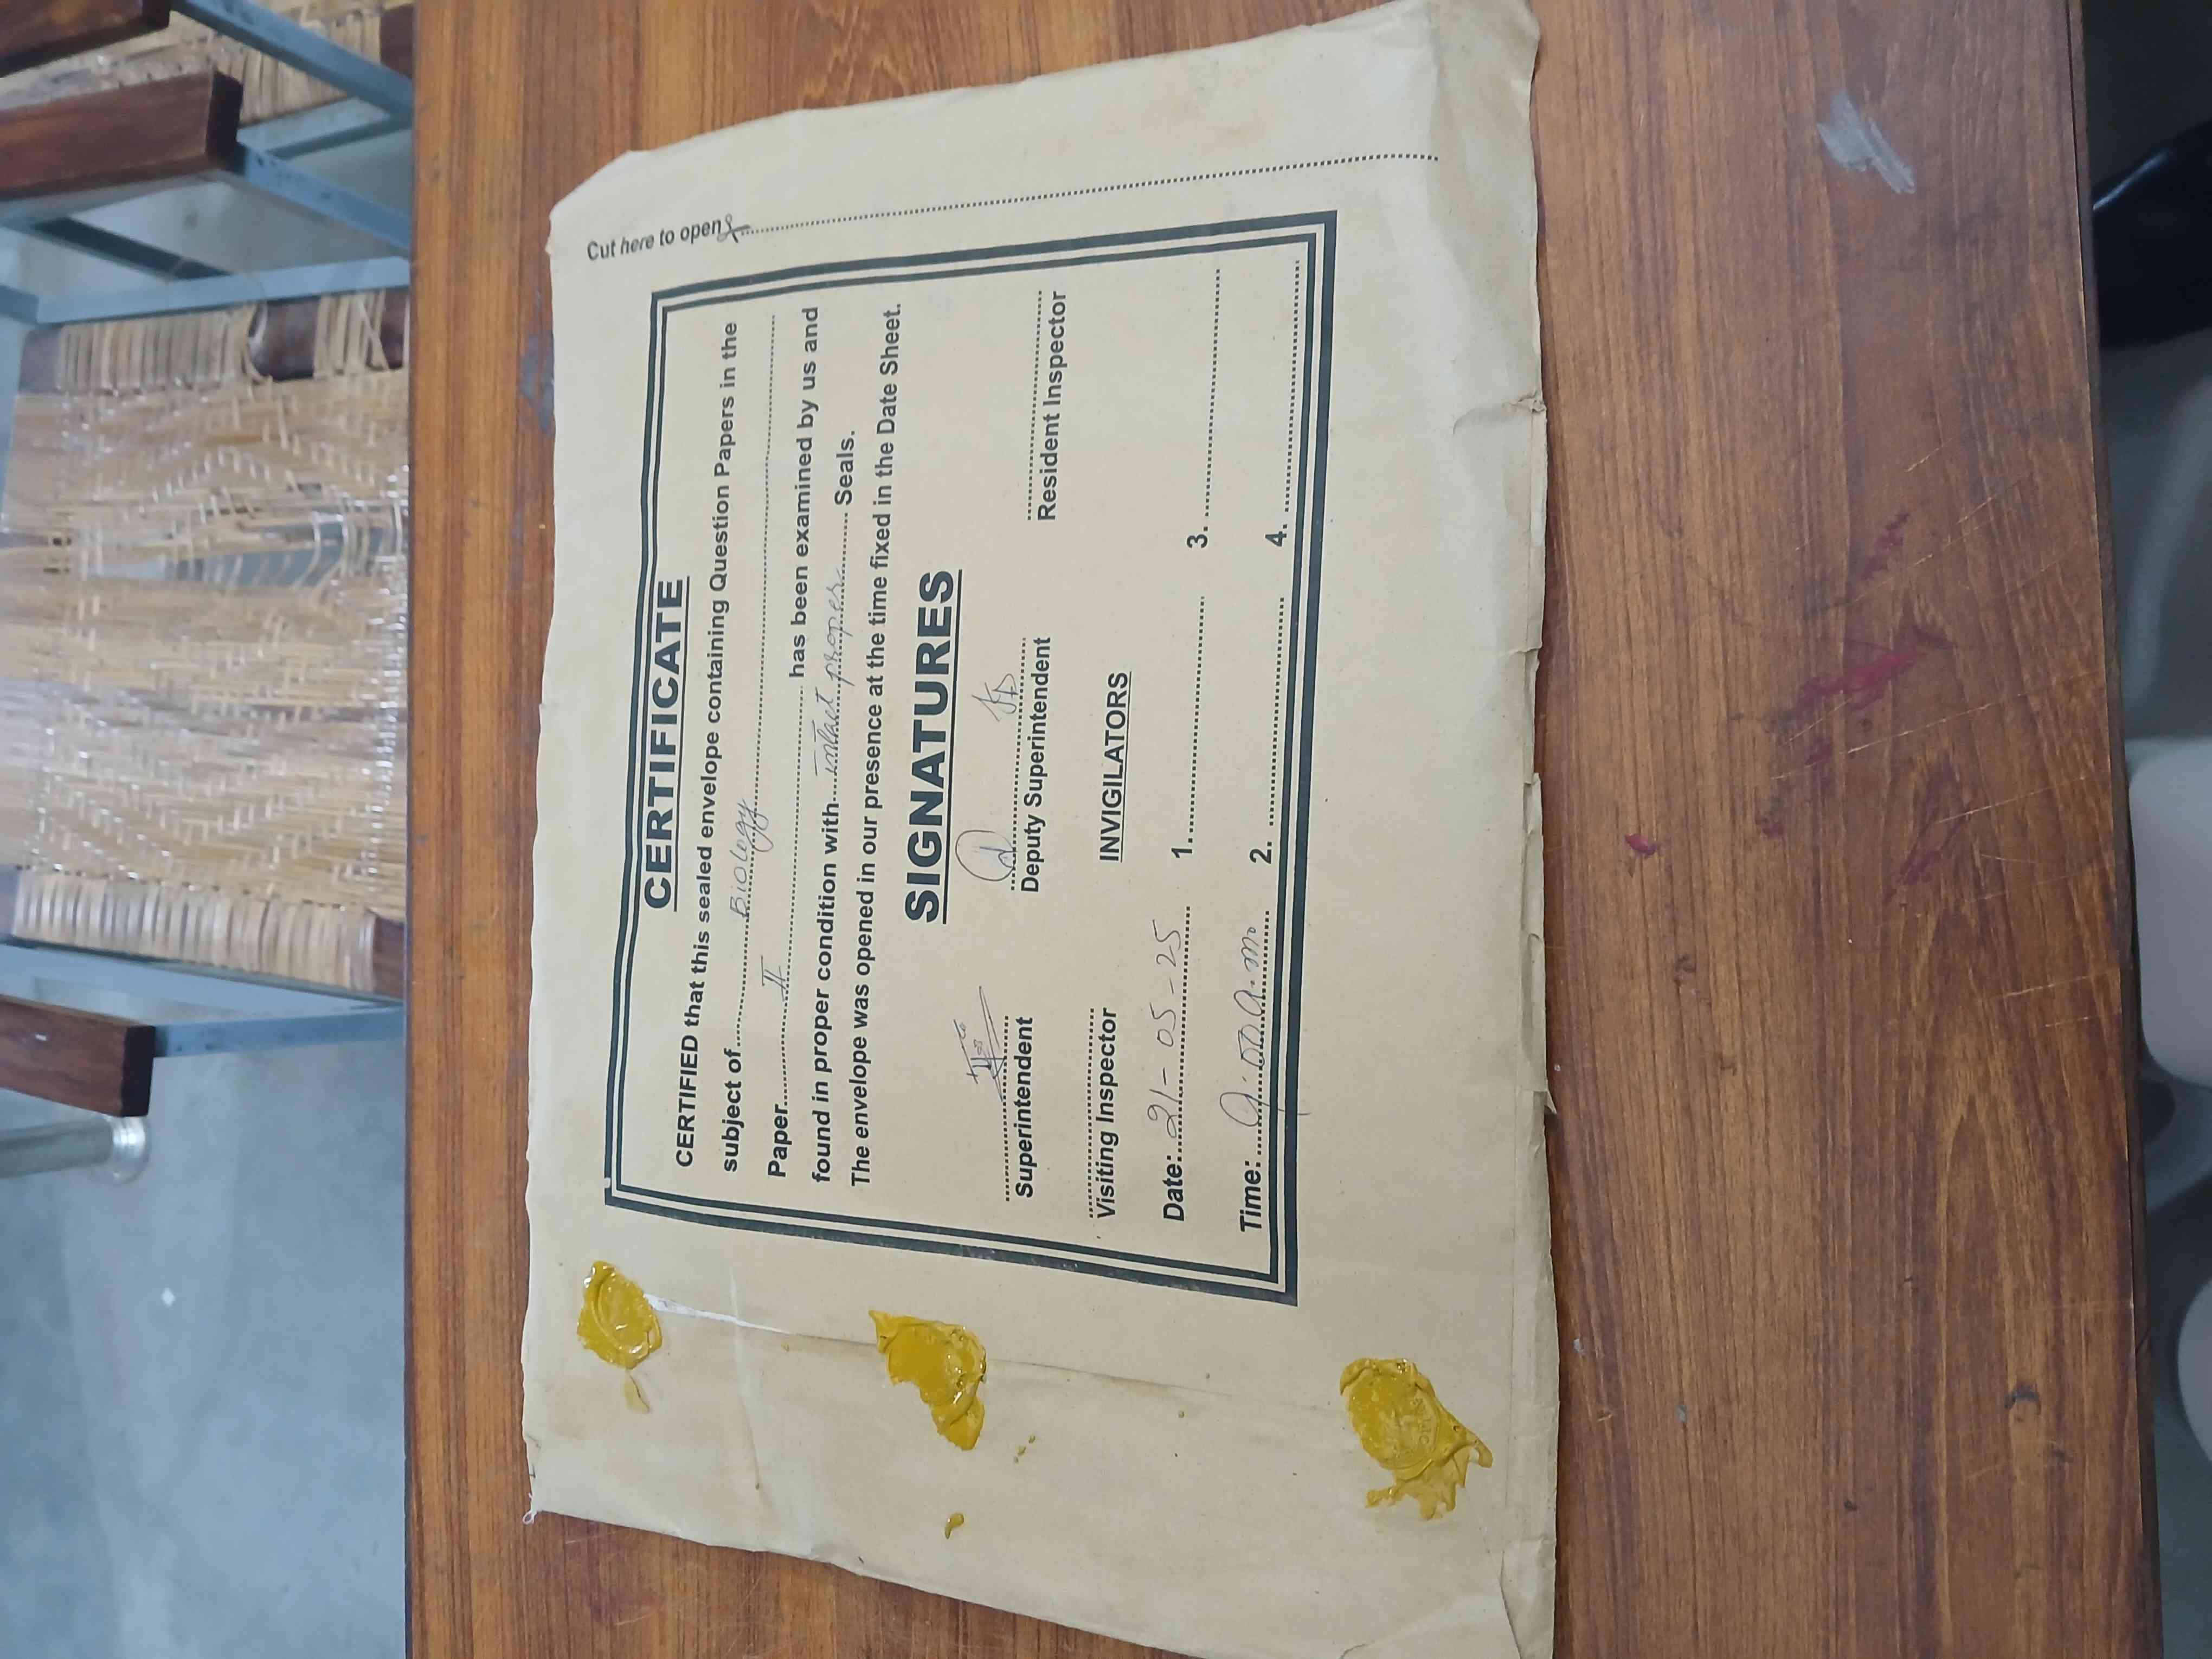 Cut here to open
CERTIFICATE
CERTIFIED that this sealed envelope containing Question Papers in the
subject of Biology
Paper II has been examined by us and
found in proper condition with intact proper Seals.
The envelope was opened in our presence at the time fixed in the Date Sheet.
SIGNATURES
Superintendent Deputy Superintendent Resident Inspector
Visiting Inspector INVIGILATORS
Date: 21-05-25 1. 3.
Time: 9:00 a.m. 2. 4.